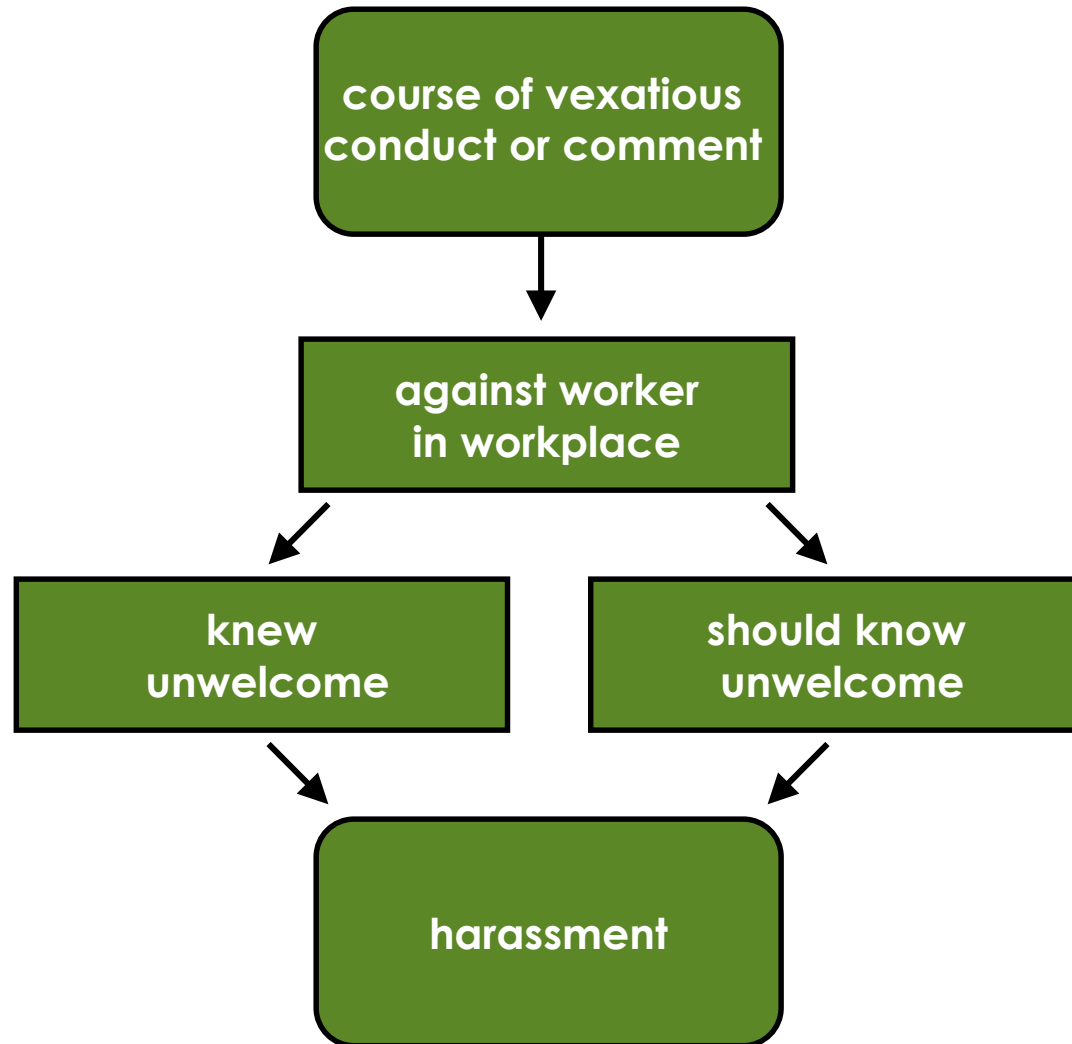 course of vexatious
conduct or comment
against worker
in workplace
knew
unwelcome
should know
unwelcome
harassment